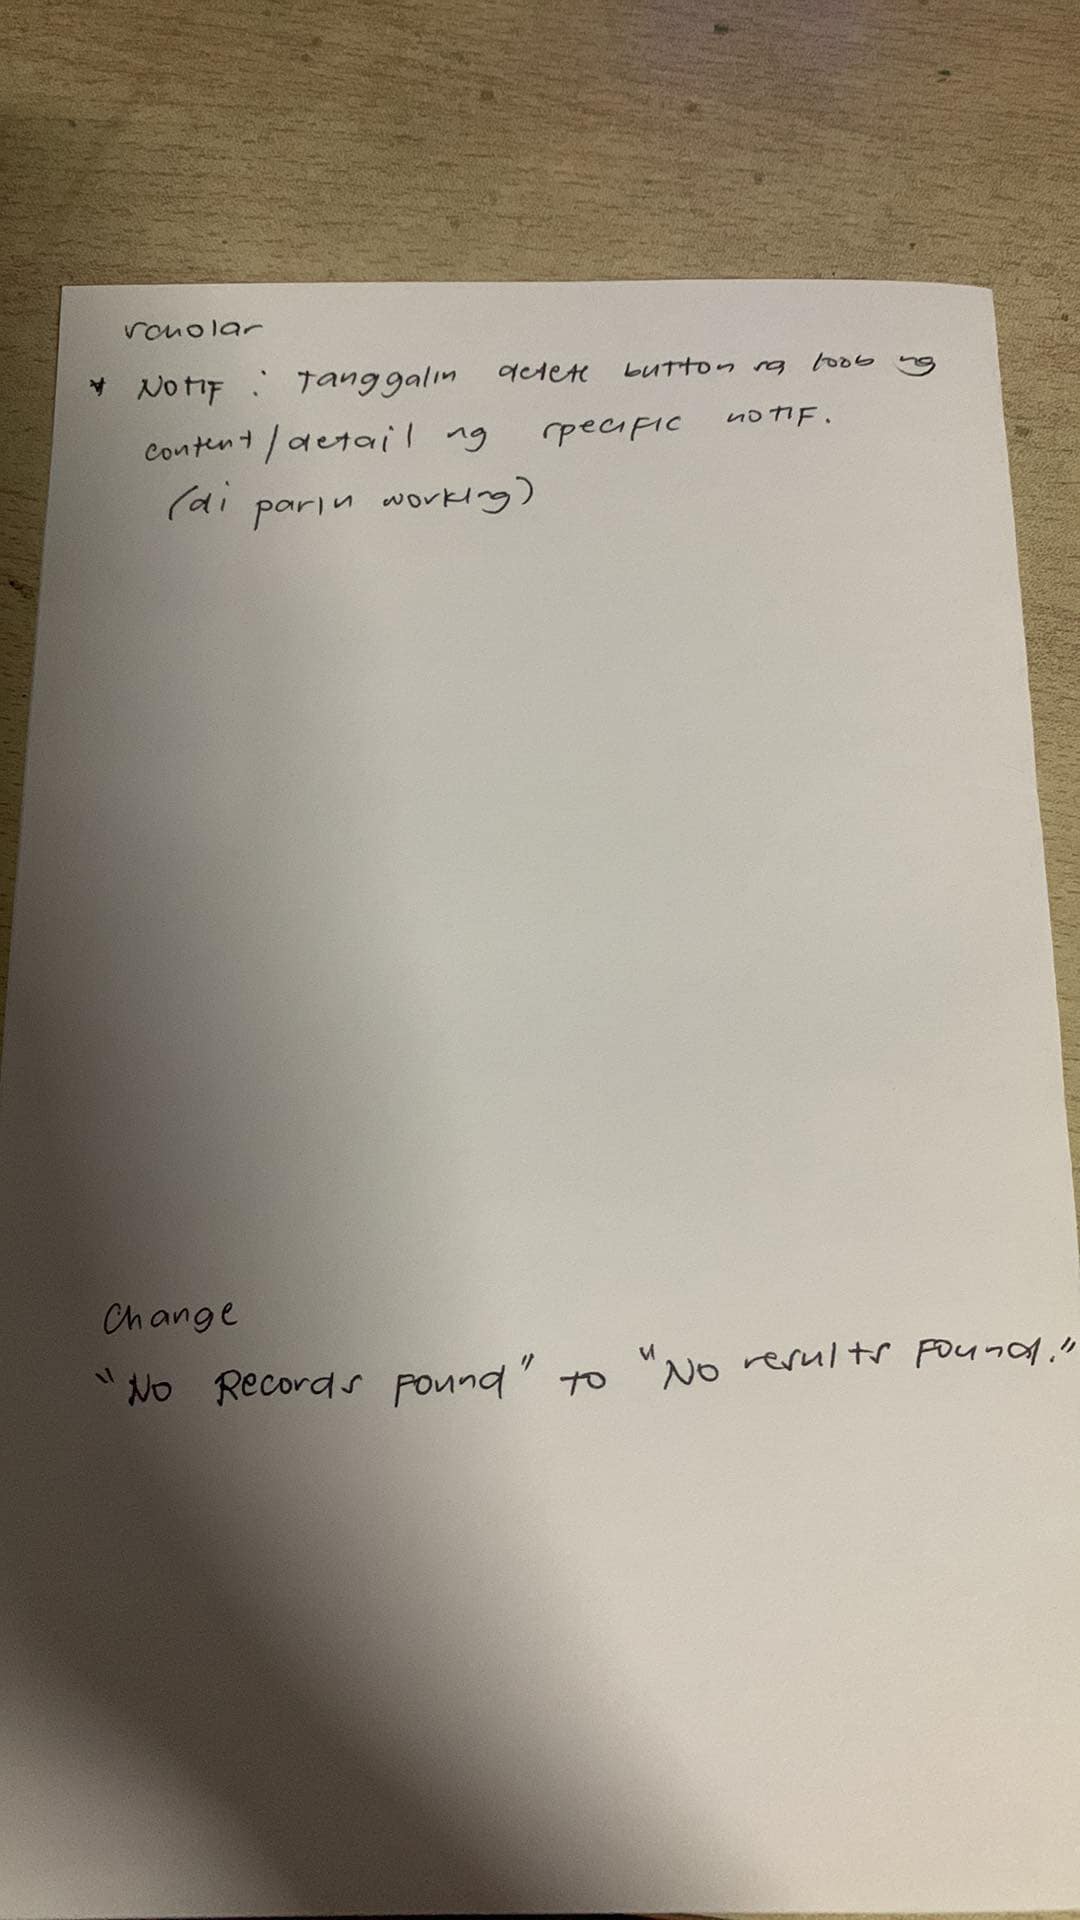 scholar
* NOTIF : Tanggalin delete button sa loob ng
content/detail ng specific notif.
(di parin working)
Change
"No Records Found" to "No results Found."